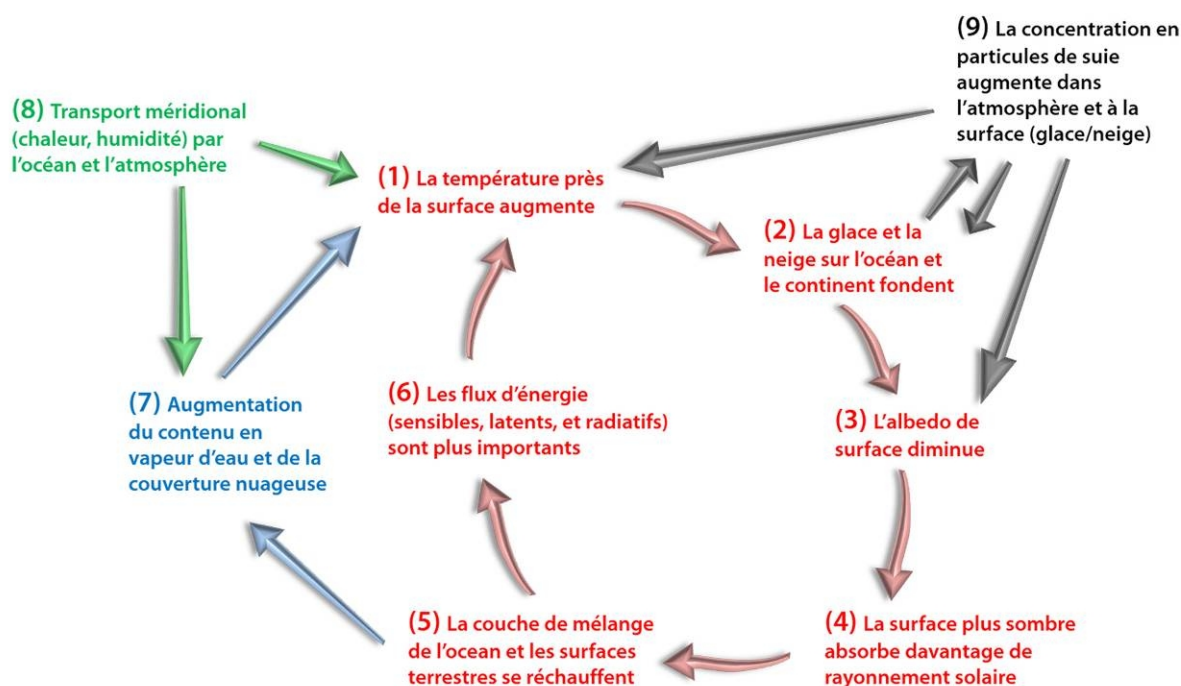 (9) La concentration en
particules de suie
augmente dans
l'atmosphère et à la
surface (glace/neige)
(8) Transport méridional
(chaleur, humidité) par
l'océan et l'atmosphère
(1) La température près
de la surface augmente
(2) La glace et la
neige sur l'océan et
le continent fondent
(7) Augmentation
du contenu en
vapeur d'eau et de la
couverture nuageuse
(6) Les flux d'énergie
(sensibles, latents, et radiatifs)
sont plus importants
(3) L'albedo de
surface diminue
(5) La couche de mélange
de l'ocean et les surfaces
terrestres se réchauffent
(4) La surface plus sombre
absorbe davantage de
rayonnement solaire